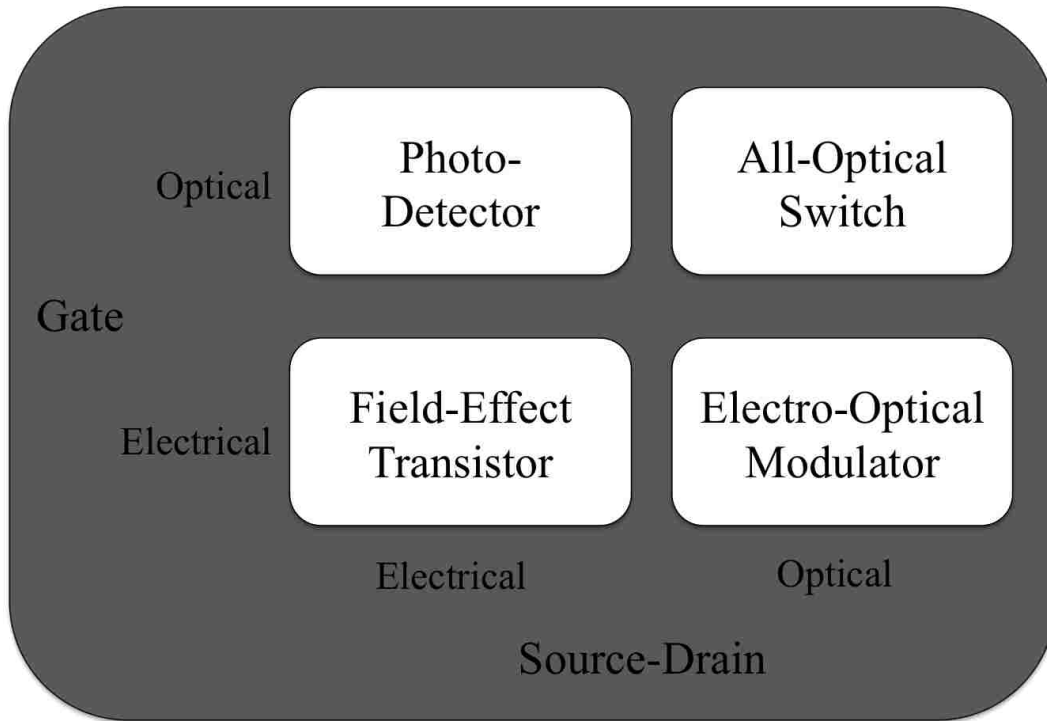 Photo-
Detector
All-Optical
Switch
Optical
Gate
Field-Effect
Transistor
Electro-Optical
Modulator
Electrical
Electrical
Optical
Source-Drain